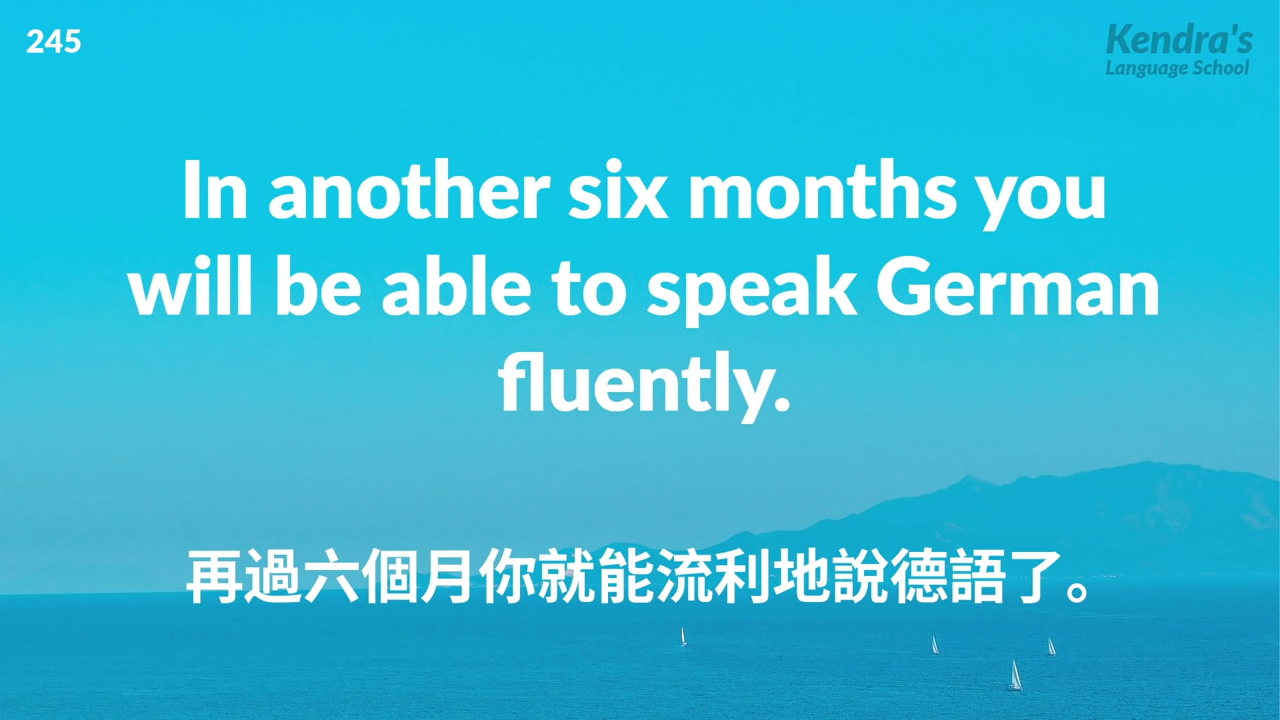 245
Kendra's
Language School
In another six months you
will be able to speak German
fluently.
再過六個月你就能流利地說德語了。